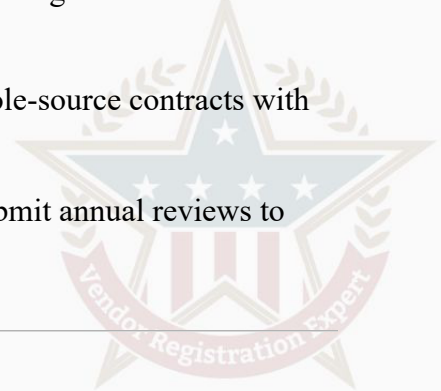 ole-source contracts with
omit annual reviews to
Vendor Registration Expert